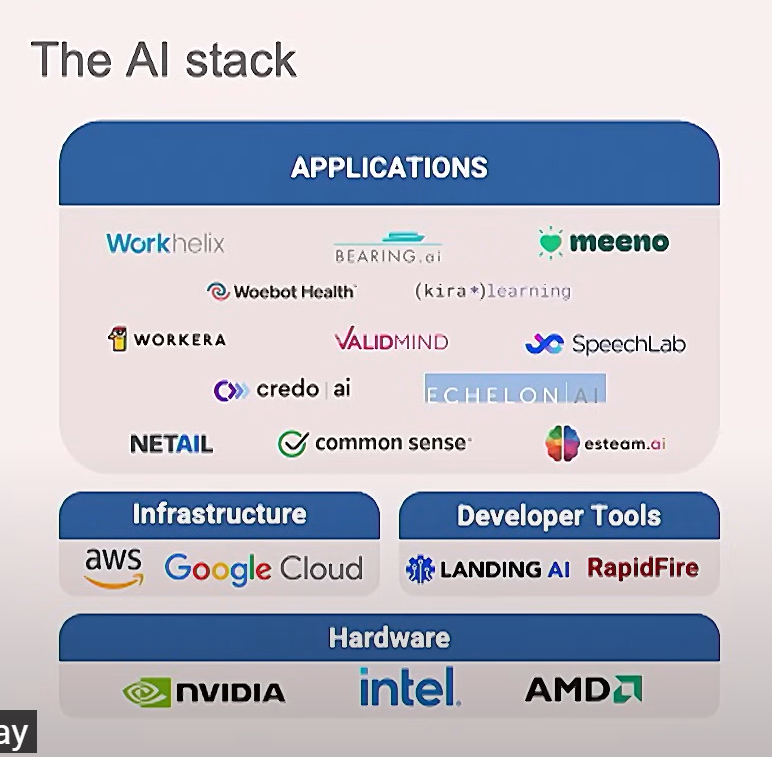 The AI stack
APPLICATIONS
Workhelix BEARING.ai meeno
Woebot Health (kira*)learning
WORKERA VALIDMIND SpeechLab
credo | ai ECHELON | AI
NETAIL common sense esteam.ai
Infrastructure Developer Tools
aws Google Cloud LANDING AI RapidFire
Hardware
NVIDIA intel. AMD
ay